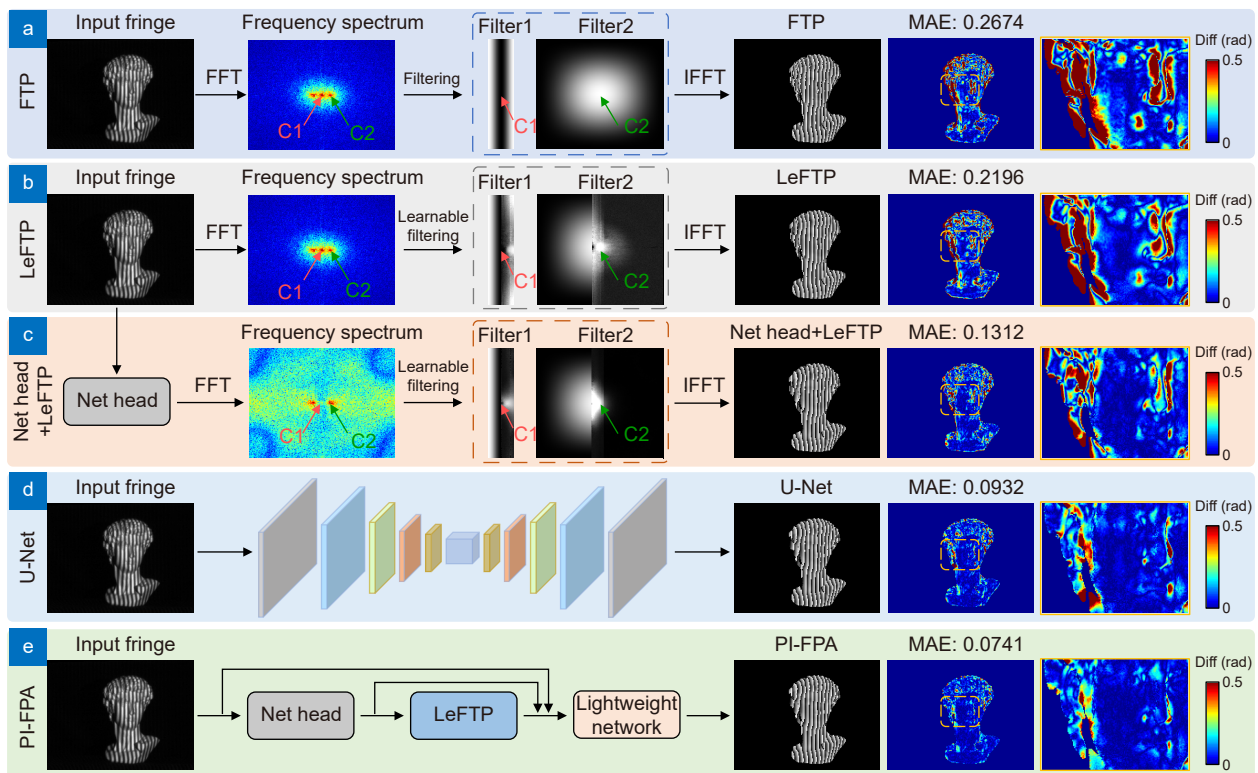 a
FTP
Input fringe
FFT
Frequency spectrum
C1
C2
Filtering
Filter1
Filter2
C1
C2
IFFT
FTP
MAE: 0.2674
Diff (rad)
0.5
0
b
LeFTP
Input fringe
FFT
Frequency spectrum
C1
C2
Learnable
filtering
Filter1
Filter2
C1
C2
IFFT
LeFTP
MAE: 0.2196
Diff (rad)
0.5
0
c
Net head
+LeFTP
Net head
FFT
Frequency spectrum
C1
C2
Learnable
filtering
Filter1
Filter2
C1
C2
IFFT
Net head+LeFTP
MAE: 0.1312
Diff (rad)
0.5
0
d
U-Net
Input fringe
U-Net
MAE: 0.0932
Diff (rad)
0.5
0
e
PI-FPA
Input fringe
Net head
LeFTP
Lightweight
network
PI-FPA
MAE: 0.0741
Diff (rad)
0.5
0